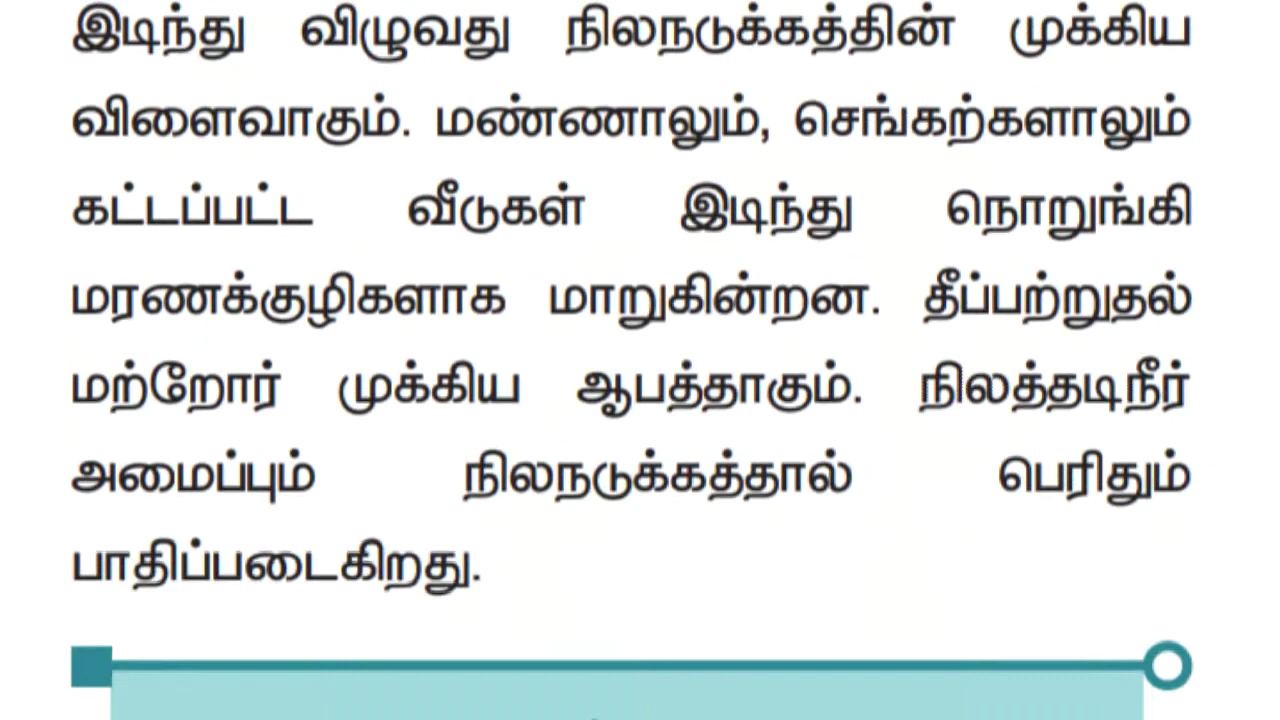 இடிந்து விழுவது நிலநடுக்கத்தின் முக்கிய
விளைவாகும். மண்ணாலும், செங்கற்களாலும்
கட்டப்பட்ட வீடுகள் இடிந்து நொறுங்கி
மரணக்குழிகளாக மாறுகின்றன. தீப்பற்றுதல்
மற்றோர் முக்கிய ஆபத்தாகும். நிலத்தடிநீர்
அமைப்பும் நிலநடுக்கத்தால் பெரிதும்
பாதிப்படைகிறது.